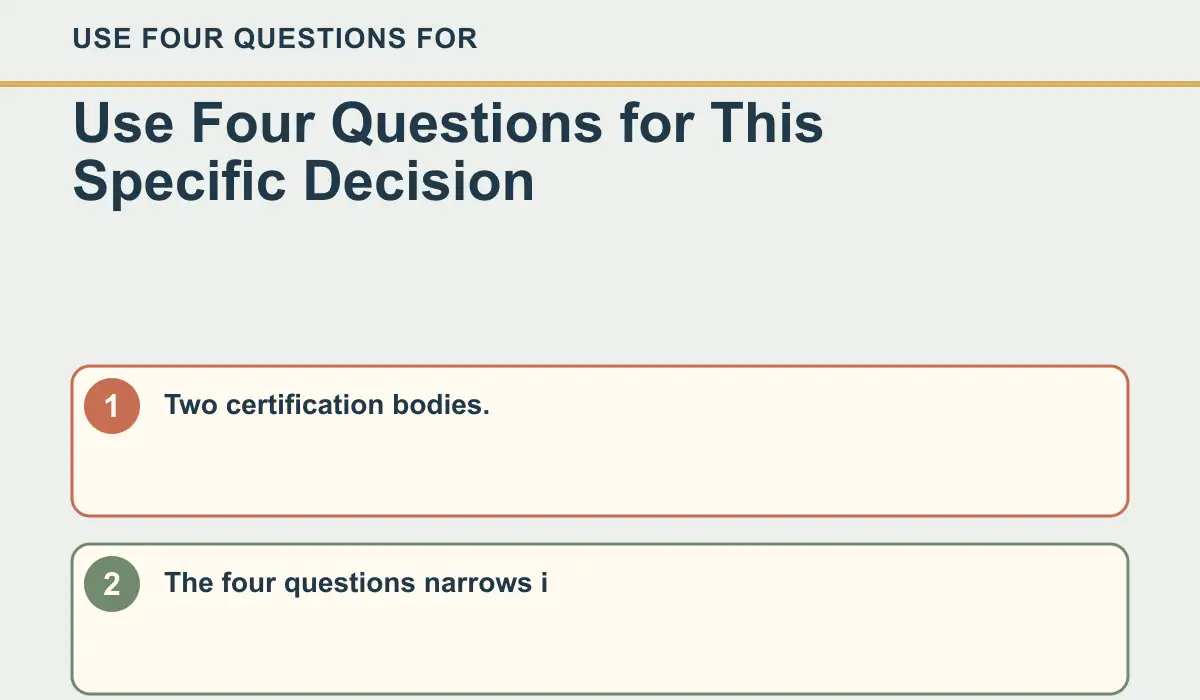 USE FOUR QUESTIONS FOR
Use Four Questions for This
Specific Decision
1
Two certification bodies.
2
The four questions narrows i